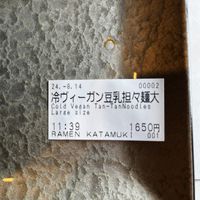 24.-8.14 00002
冷ヴィーガン豆乳担々麺大
Cold Vegan Tan-TanNoodles
Large size
11:39 1650円
RAMEN KATAMUKI 001